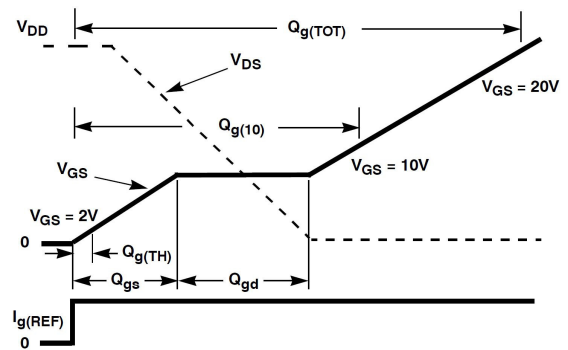 V_DD
Q_g(TOT)
V_DS
V_GS = 20V
Q_g(10)
V_GS
V_GS = 10V
V_GS = 2V
0
Q_g(TH)
Q_gs
Q_gd
I_g(REF)
0